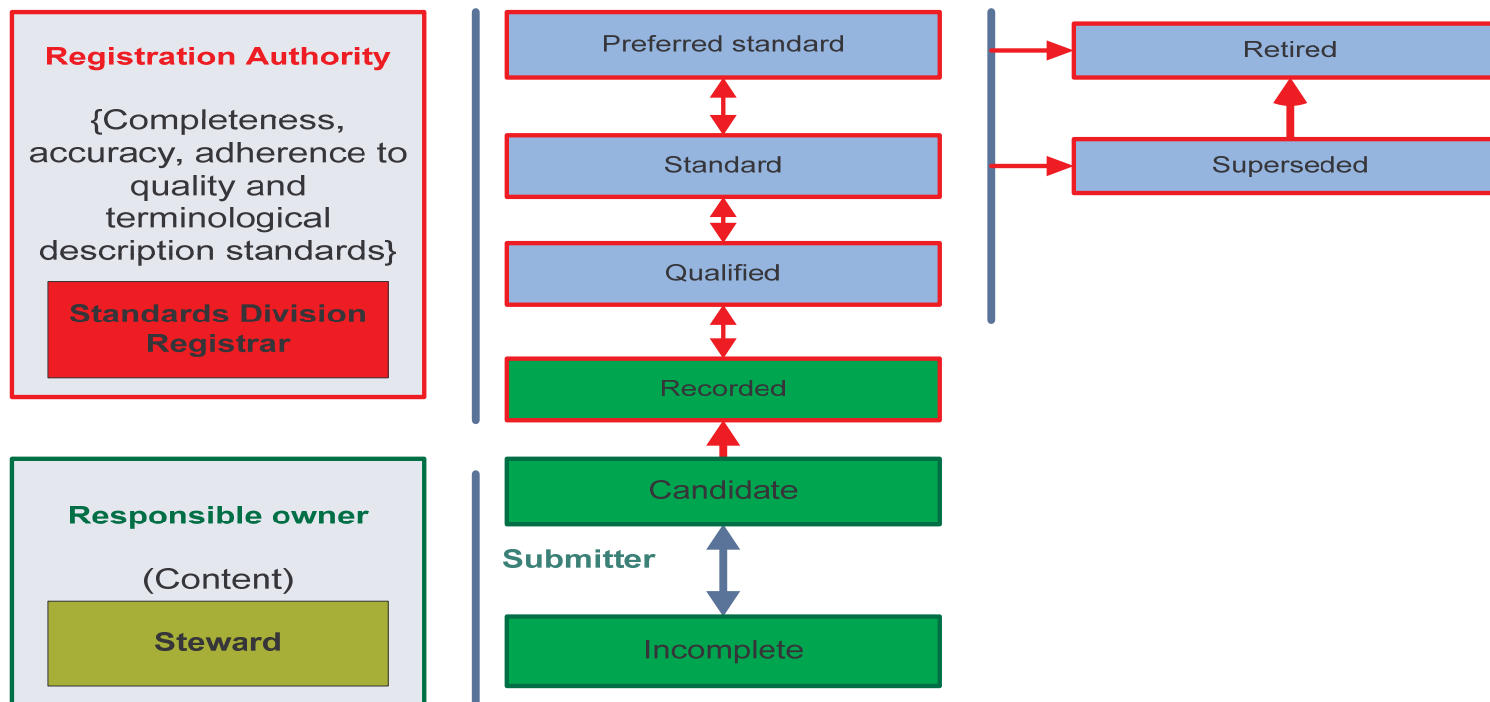 Registration Authority
{Completeness,
accuracy, adherence to
quality and
terminological
description standards}
Standards Division
Registrar
Responsible owner
(Content)
Steward
Preferred standard
Standard
Qualified
Recorded
Candidate
Submitter
Incomplete
Retired
Superseded